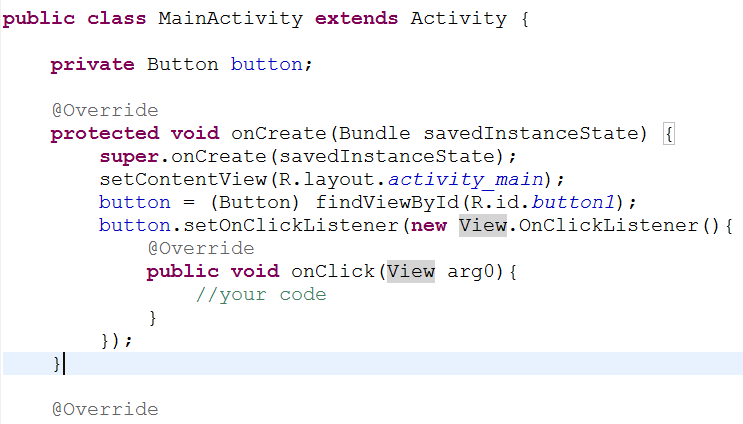 public class MainActivity extends Activity {
private Button button;
@Override
protected void onCreate(Bundle savedInstanceState) {
super.onCreate(savedInstanceState);
setContentView(R.layout.activity_main);
button = (Button) findViewById(R.id.button1);
button.setOnClickListener(new View.OnClickListener(){
@Override
public void onClick(View arg0){
//your code
}
});
}
@Override